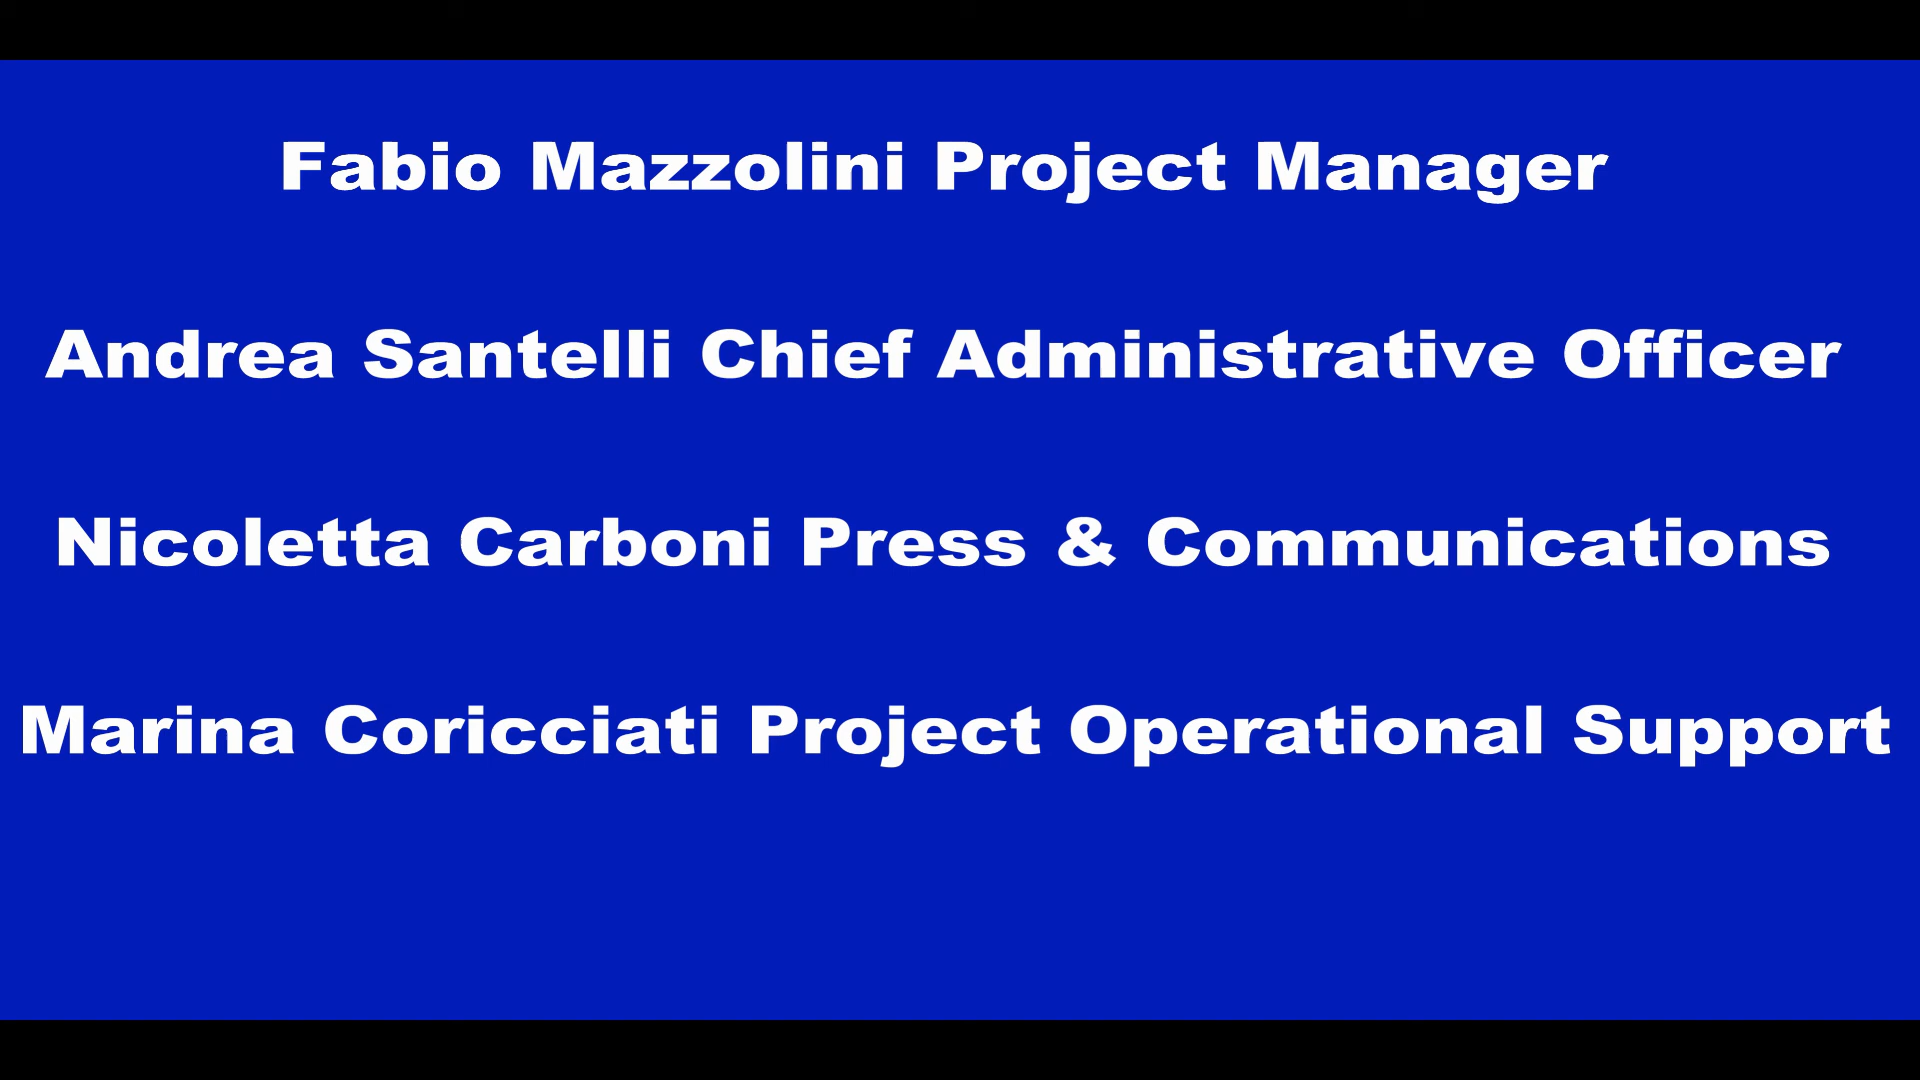 Fabio Mazzolini Project Manager
Andrea Santelli Chief Administrative Officer
Nicoletta Carboni Press & Communications
Marina Coricciati Project Operational Support